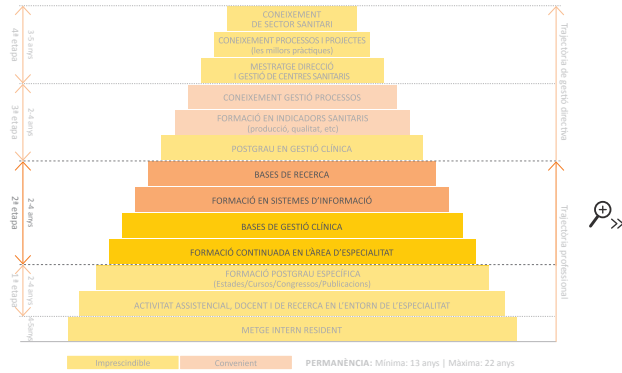 CONEIXEMENT
DE SECTOR SANITARI
CONEIXEMENT PROCESSOS I PROJECTES
(les millors pràctiques)
MESTRATGE DIRECCIÓ
I GESTIÓ DE CENTRES SANITARIS
4ª etapa
3-5 anys
Trajectòria de gestió directiva
CONEIXEMENT GESTIÓ PROCESSOS
FORMACIÓ EN INDICADORS SANITARIS
(producció, qualitat, etc)
POSTGRAU EN GESTIÓ CLÍNICA
3ª etapa
2-4 anys
BASES DE RECERCA
FORMACIÓ EN SISTEMES D'INFORMACIÓ
BASES DE GESTIÓ CLÍNICA
FORMACIÓ CONTINUADA EN L'ÀREA D'ESPECIALITAT
2ª etapa
2-4 anys
Trajectòria professional
FORMACIÓ POSTGRAU ESPECÍFICA
(Estades/Cursos/Congressos/Publicacions)
ACTIVITAT ASSISTENCIAL, DOCENT I DE RECERCA EN L'ENTORN DE L'ESPECIALITAT
1ª etapa
2-4 anys
METGE INTERN RESIDENT
4-5anys
Imprescindible
Convenient
PERMANÈNCIA: Mínima: 13 anys | Màxima: 22 anys